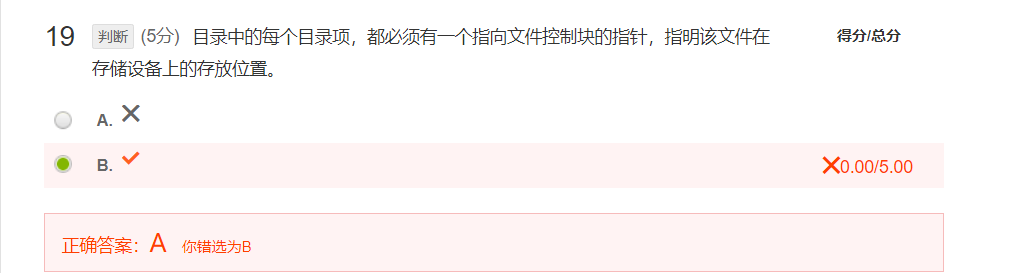 19 判断 (5分) 目录中的每个目录项，都必须有一个指向文件控制块的指针，指明该文件在 得分/总分
存储设备上的存放位置。
A. ✕
B. ✓ ✕0.00/5.00
正确答案：A 你错选为B